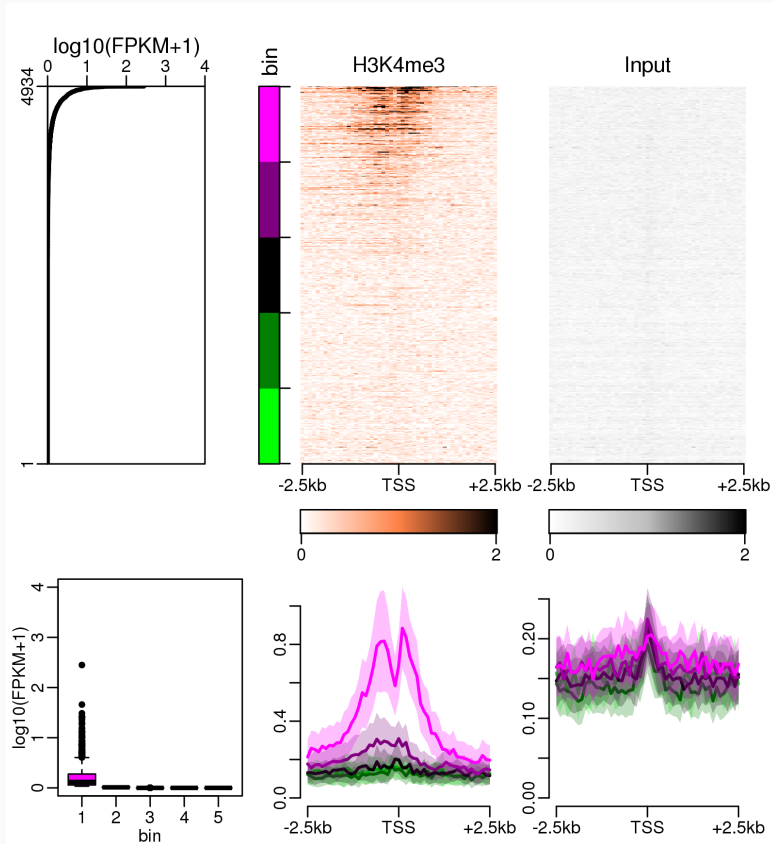 log10(FPKM+1)
0 1 2 3 4
4934
1
bin
H3K4me3
Input
-2.5kb TSS +2.5kb
-2.5kb TSS +2.5kb
0 2
0 2
log10(FPKM+1)
4
3
2
1
0
1 2 3 4 5
bin
0.8
0.4
0.0
-2.5kb TSS +2.5kb
0.20
0.10
0.00
-2.5kb TSS +2.5kb